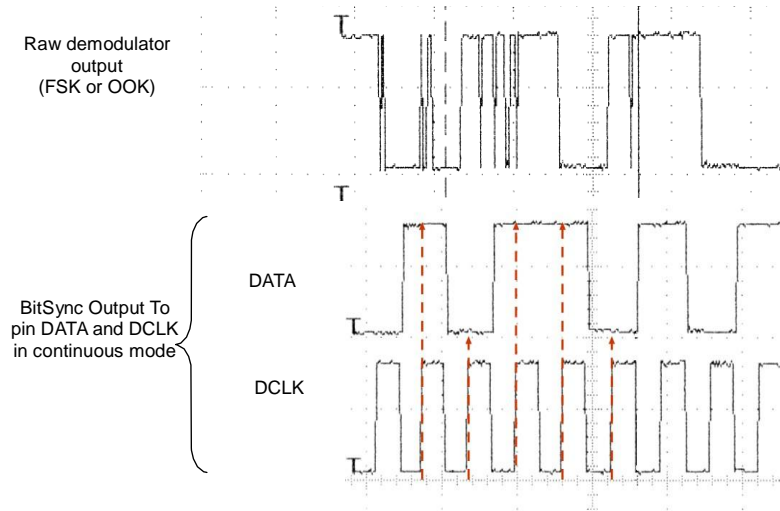 Raw demodulator
output
(FSK or OOK)
DATA
BitSync Output To
pin DATA and DCLK
in continuous mode
DCLK